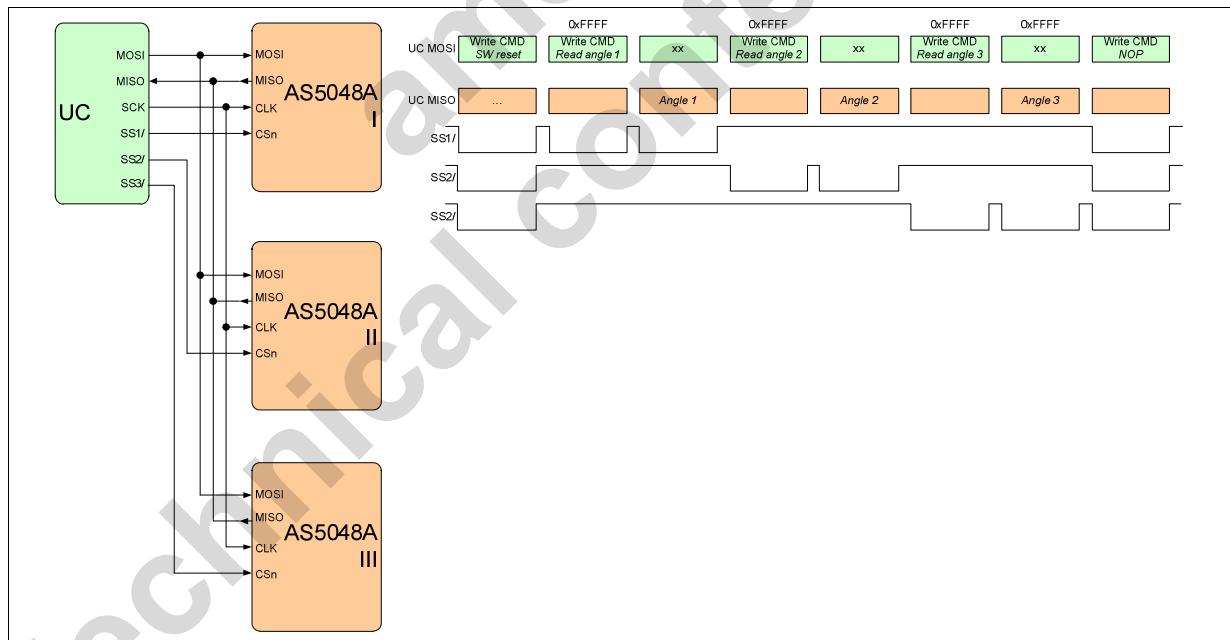 UC
MOSI
MISO
SCK
SS1/
SS2/
SS3/
MOSI
MISO
CLK
CSn
AS5048A
I
MOSI
MISO
CLK
CSn
AS5048A
II
MOSI
MISO
CLK
CSn
AS5048A
III
0xFFFF 0xFFFF 0xFFFF 0xFFFF
UC MOSI
Write CMD
SW reset
Write CMD
Read angle 1
xx
Write CMD
Read angle 2
xx
Write CMD
Read angle 3
xx
Write CMD
NOP
UC MISO
...
Angle 1
Angle 2
Angle 3
SS1/
SS2/
SS2/
am
technical conte